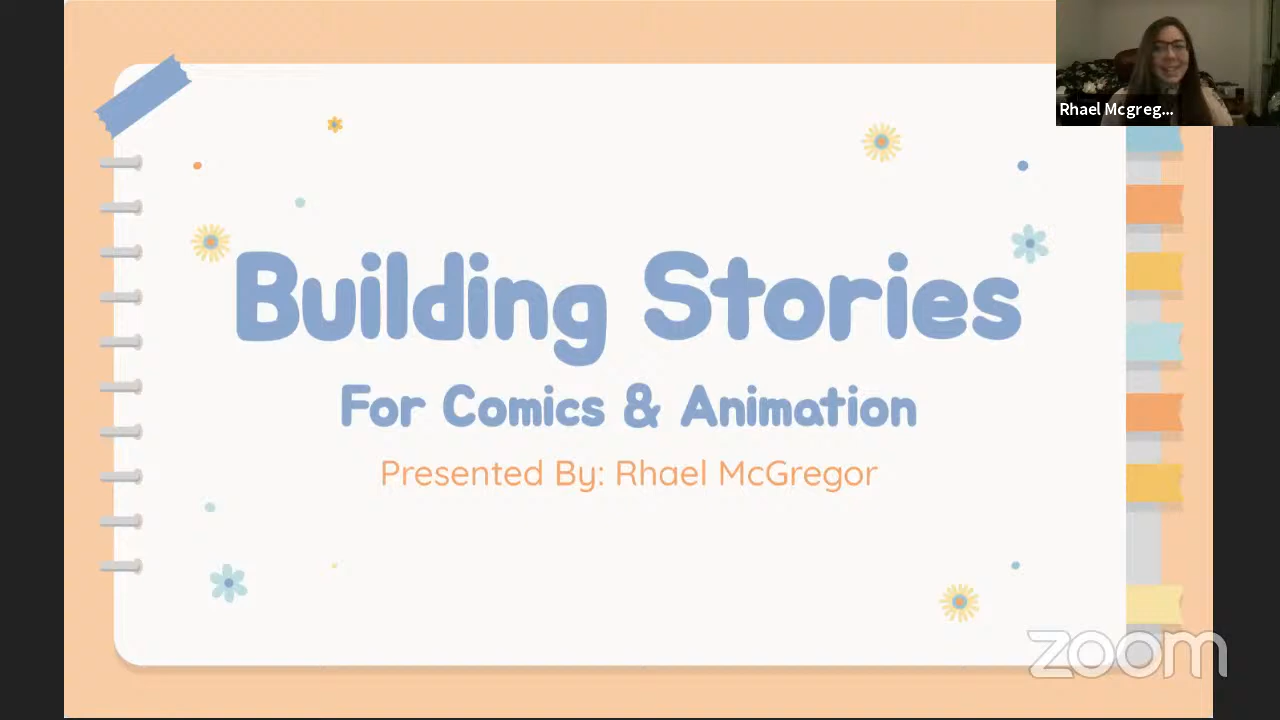 Rhael Mcgreg...
Building Stories
For Comics & Animation
Presented By: Rhael McGregor
zoom